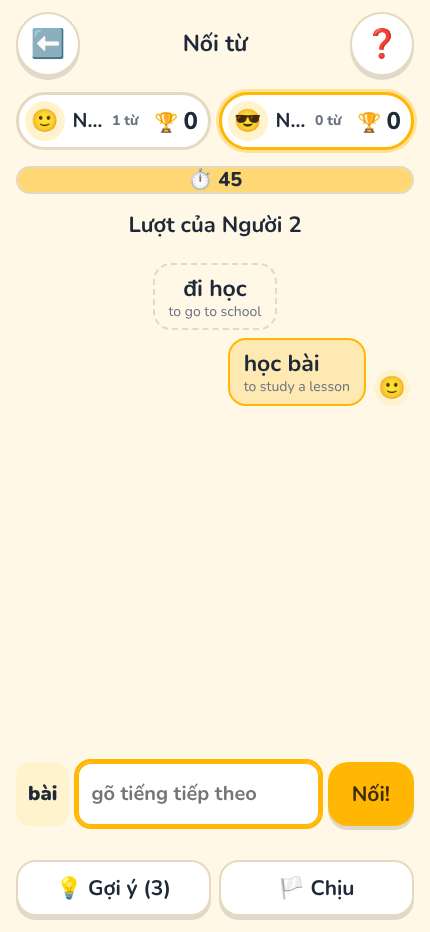 Nối từ
N... 1 từ 0
N... 0 từ 0
45
Lượt của Người 2
đi học
to go to school
học bài
to study a lesson
bài gõ tiếng tiếp theo Nối!
Gợi ý (3) Chịu